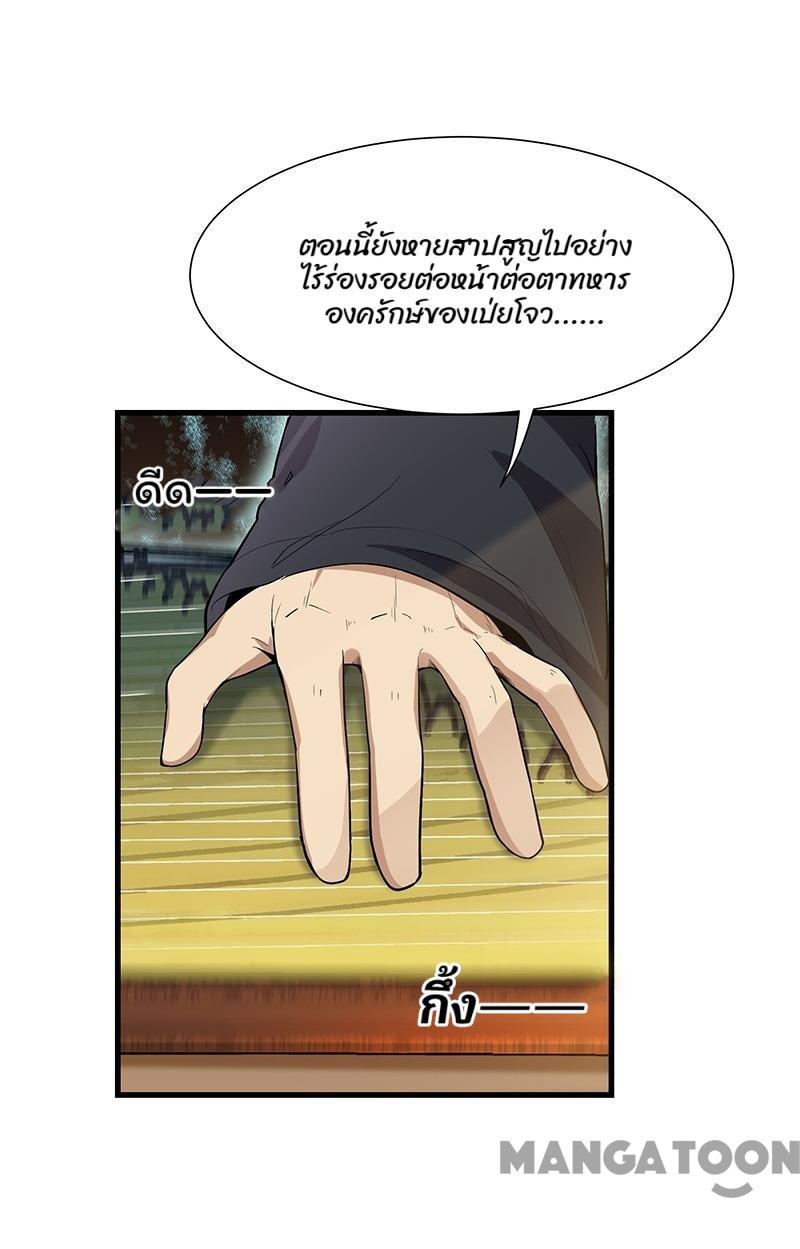 ตอนนี้ยังหายสาปสูญไปอย่าง
ไร้ร่องรอยต่อหน้าต่อตาทหาร
องครักษ์ของเป่ยโจว......
ดีด——
กึ้ง———
MANGATOON